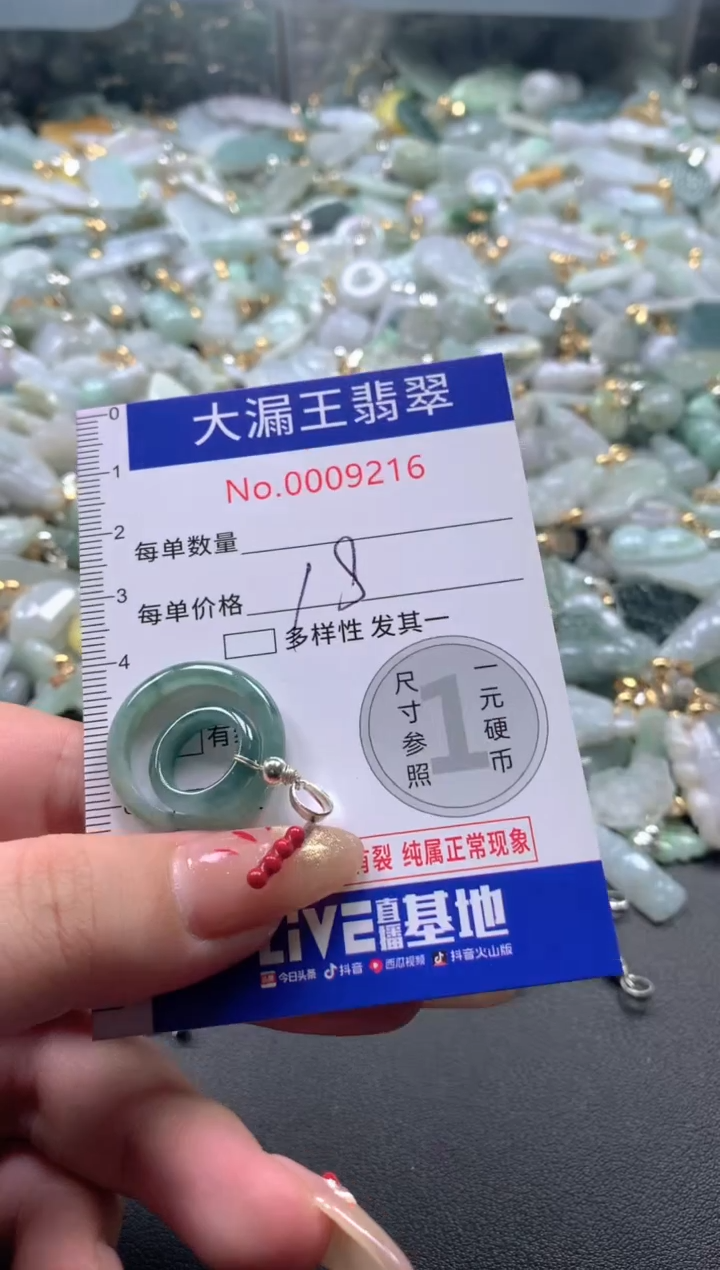 大漏王翡翠
No.0009216
0
1
2
3
4
每单数量
每单价格 18
多样性 发其一
有
尺寸参照
1
一元硬币
有裂 纯属正常现象
LIVE直播基地
今日头条 抖音 西瓜视频 抖音火山版